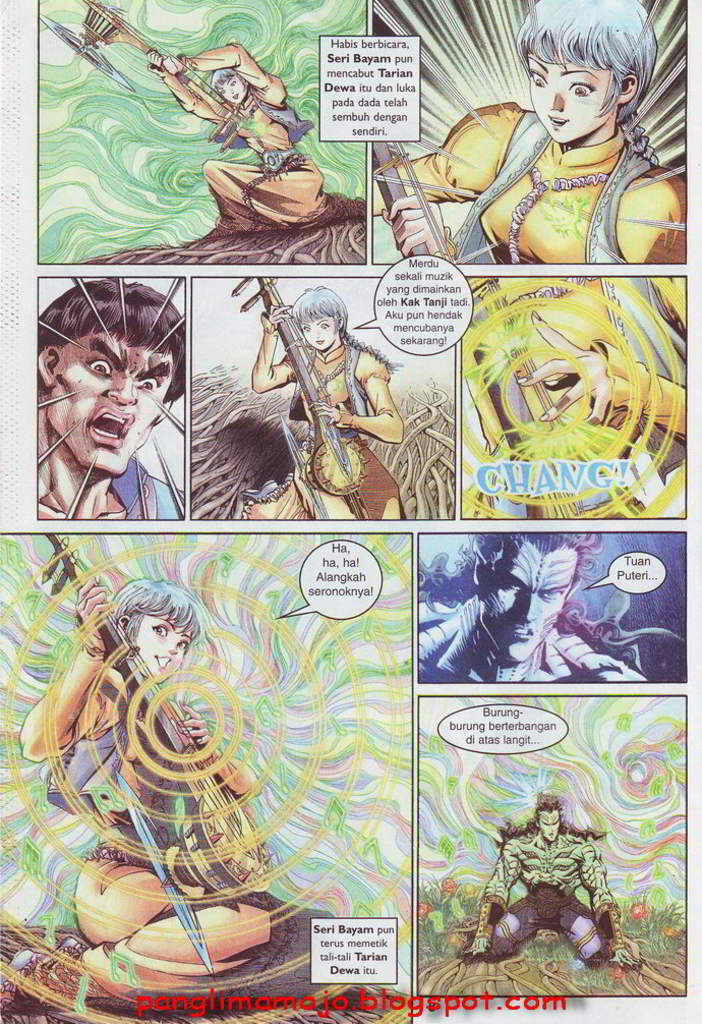 Habis berbicara,
Seri Bayam pun
mencabut Tarian
Dewa itu dan luka
pada dada telah
sembuh dengan
sendiri.
Merdu
sekali muzik
yang dimainkan
oleh Kak Tanji tadi.
Aku pun hendak
mencubanya
sekarang!
CHANG!
Ha,
ha, ha!
Alangkah
seronoknya!
Seri Bayam pun
terus memetik
tali-tali Tarian
Dewa itu.
Tuan
Puteri...
Burung-
burung berterbangan
di atas langit...
panglimamajo.blogspot.com